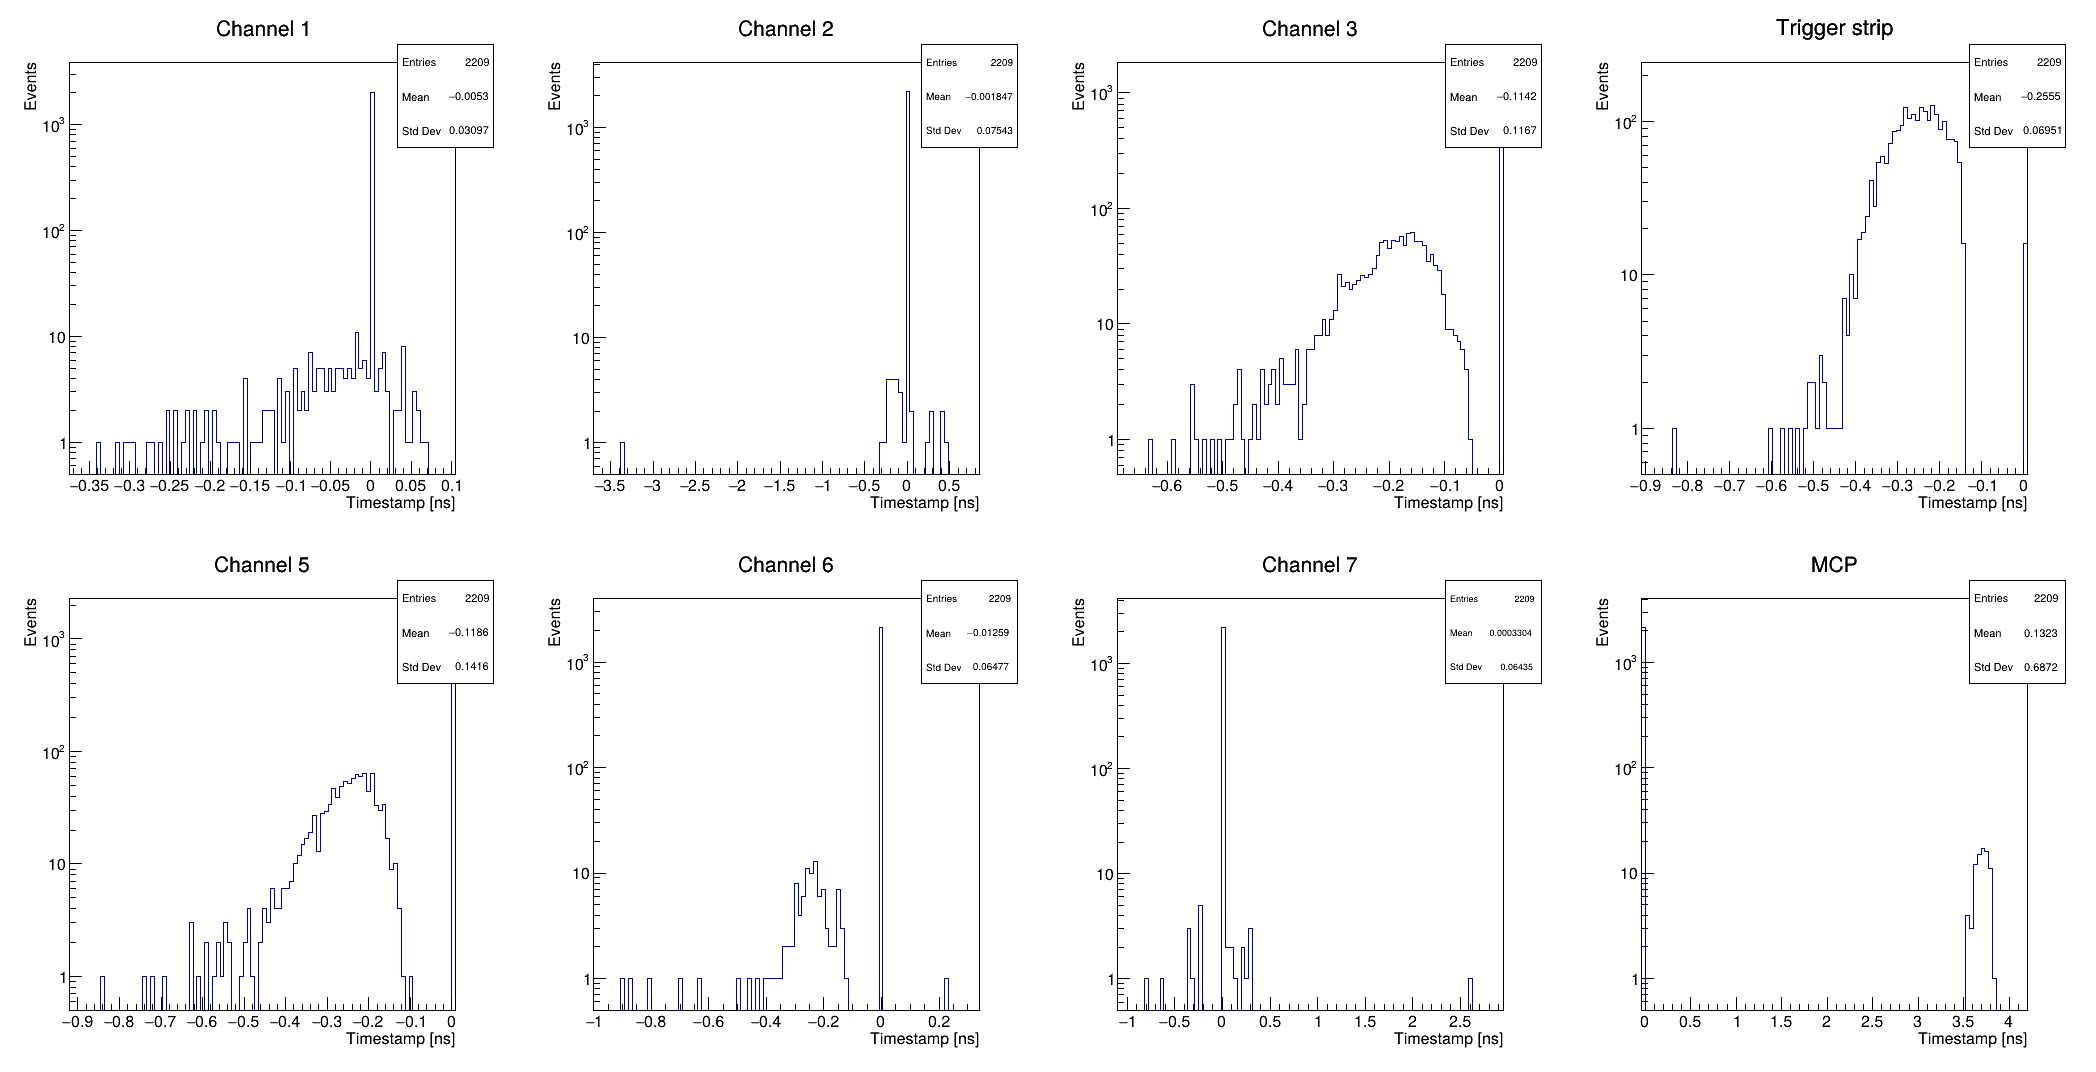 Channel 1
Entries 2209
Mean −0.0053
Std Dev 0.03097
Events
10³
10²
10
1
−0.35 −0.3 −0.25 −0.2 −0.15 −0.1 −0.05 0 0.05 0.1
Timestamp [ns]
Channel 2
Entries 2209
Mean −0.001847
Std Dev 0.07543
Events
10³
10²
10
1
−3.5 −3 −2.5 −2 −1.5 −1 −0.5 0 0.5
Timestamp [ns]
Channel 3
Entries 2209
Mean −0.1142
Std Dev 0.1167
Events
10³
10²
10
1
−0.6 −0.5 −0.4 −0.3 −0.2 −0.1 0
Timestamp [ns]
Trigger strip
Entries 2209
Mean −0.2555
Std Dev 0.06951
Events
10²
10
1
−0.9 −0.8 −0.7 −0.6 −0.5 −0.4 −0.3 −0.2 −0.1 0
Timestamp [ns]
Channel 5
Entries 2209
Mean −0.1186
Std Dev 0.1416
Events
10³
10²
10
1
−0.9 −0.8 −0.7 −0.6 −0.5 −0.4 −0.3 −0.2 −0.1 0
Timestamp [ns]
Channel 6
Entries 2209
Mean −0.01259
Std Dev 0.06477
Events
10³
10²
10
1
−1 −0.8 −0.6 −0.4 −0.2 0 0.2
Timestamp [ns]
Channel 7
Entries 2209
Mean 0.0003304
Std Dev 0.06435
Events
10³
10²
10
1
−1 −0.5 0 0.5 1 1.5 2 2.5
Timestamp [ns]
MCP
Entries 2209
Mean 0.1323
Std Dev 0.6872
Events
10³
10²
10
1
0 0.5 1 1.5 2 2.5 3 3.5 4
Timestamp [ns]